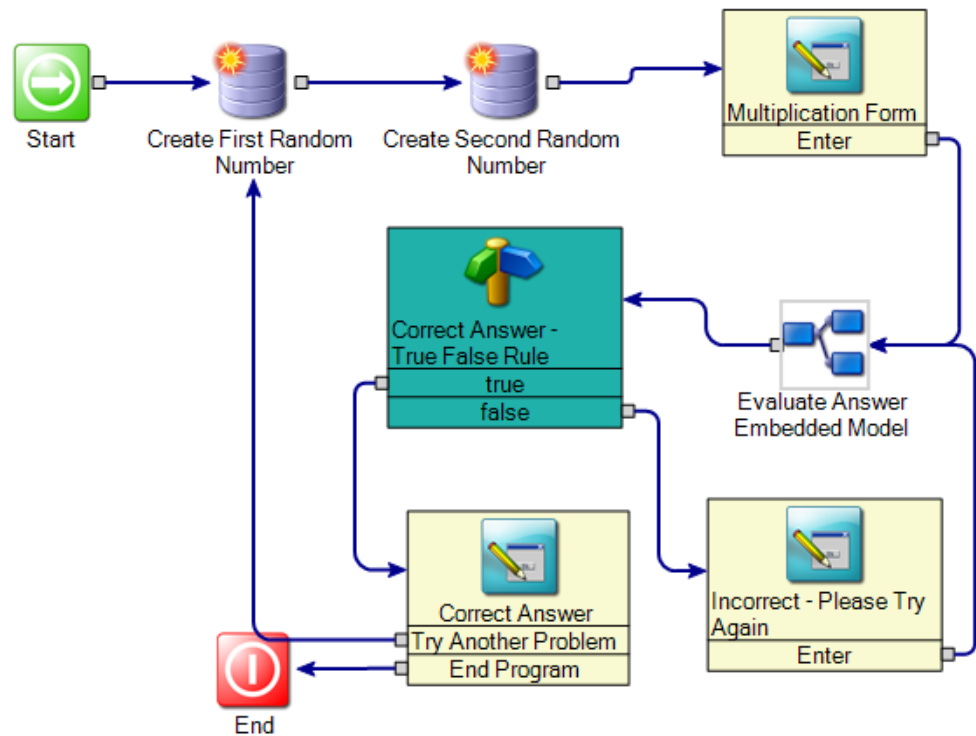 Start
Create First Random
Number
Create Second Random
Number
Multiplication Form
Enter
Correct Answer -
True False Rule
true
false
Evaluate Answer
Embedded Model
Correct Answer
Try Another Problem
End Program
Incorrect - Please Try
Again
Enter
End